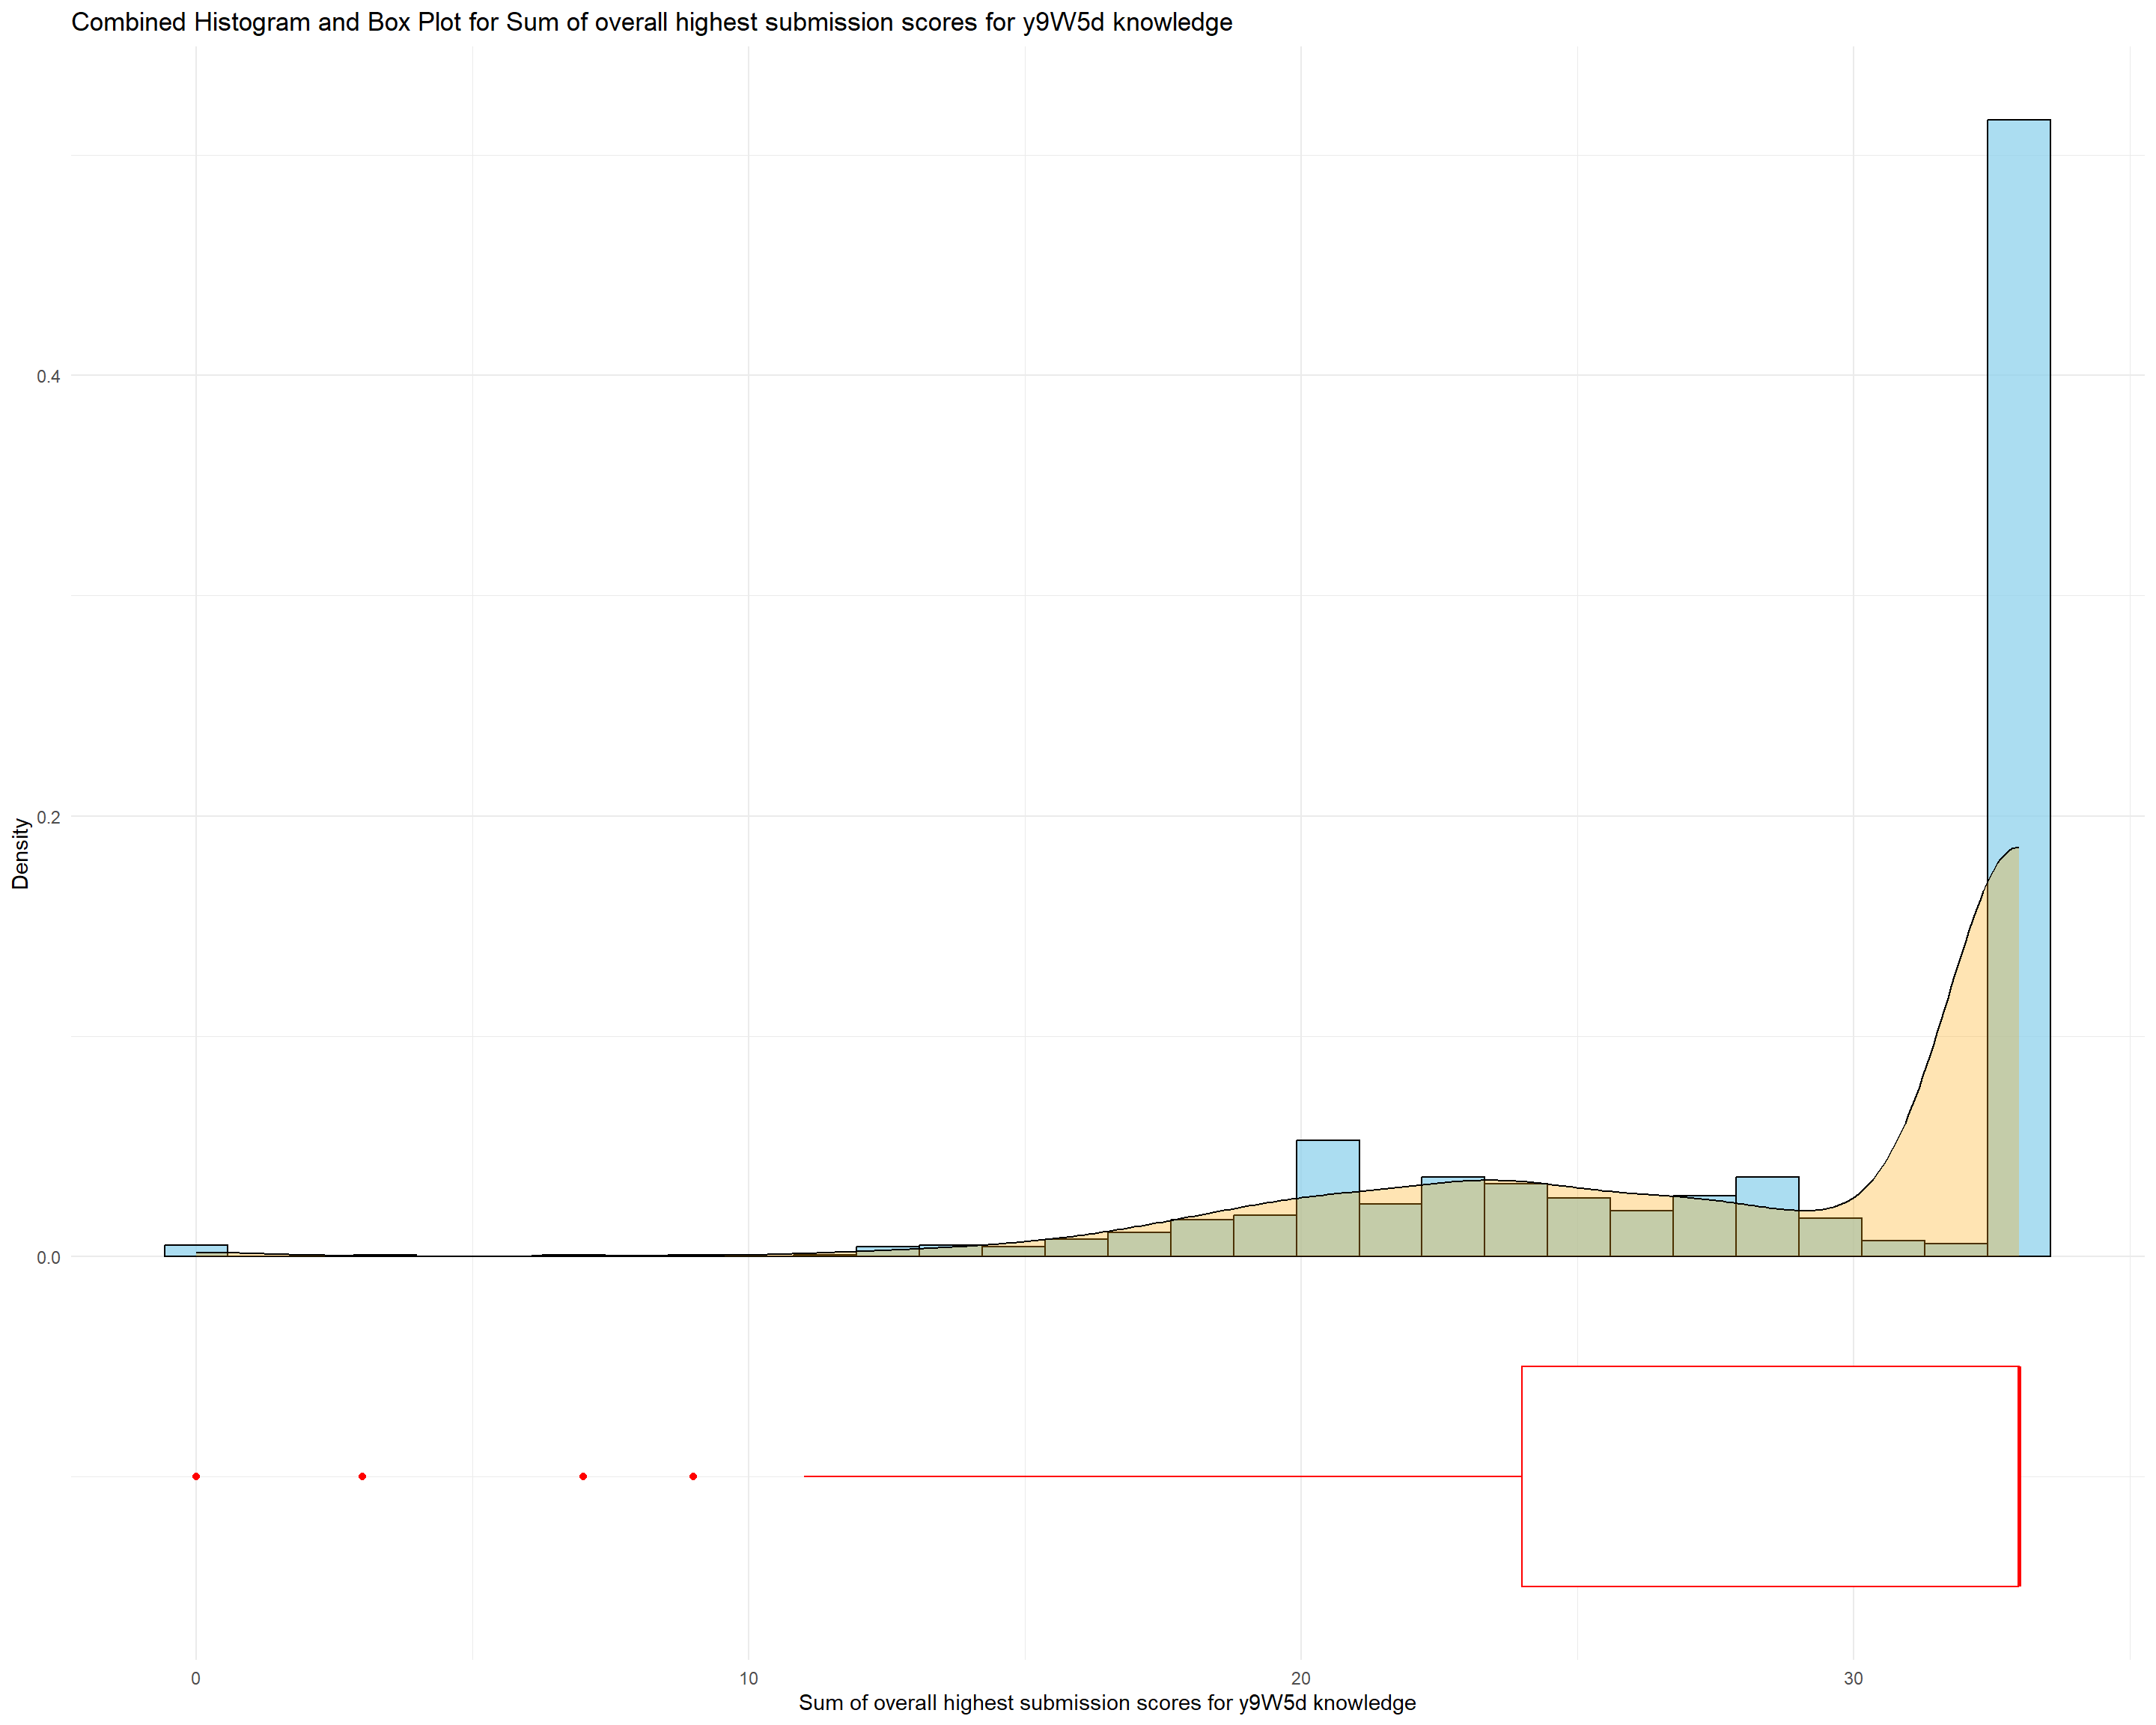 Combined Histogram and Box Plot for Sum of overall highest submission scores for y9W5d knowledge
0.4
0.2
0.0
Density
0 10 20 30
Sum of overall highest submission scores for y9W5d knowledge